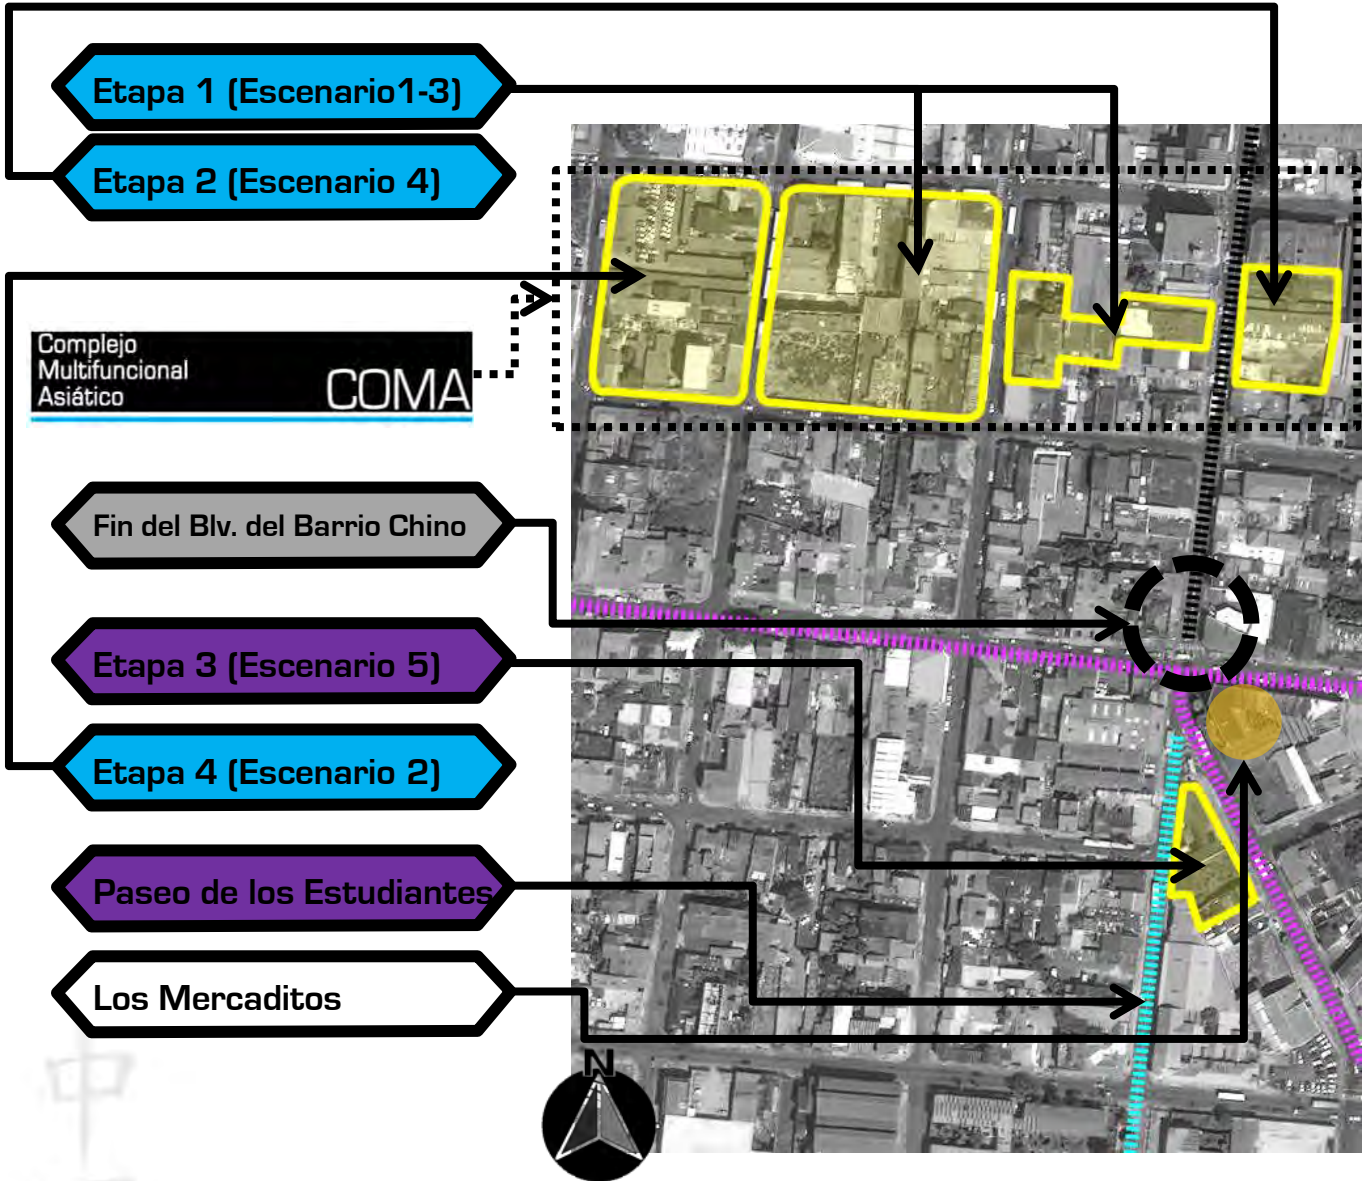 Etapa 1 (Escenario1-3)
Etapa 2 (Escenario 4)
Complejo
Multifuncional
Asiático
COMA
Fin del Blv. del Barrio Chino
Etapa 3 (Escenario 5)
Etapa 4 (Escenario 2)
Paseo de los Estudiantes
Los Mercaditos
N
中